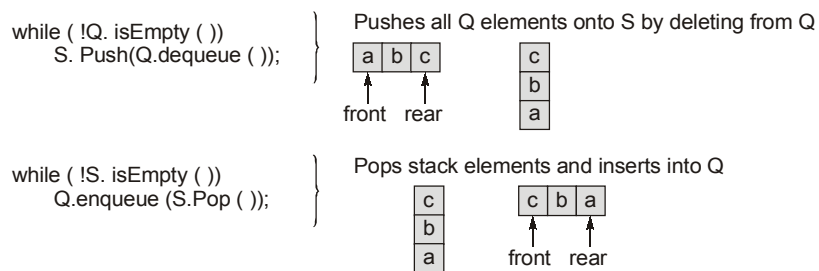 while ( !Q. isEmpty ( ))
S. Push(Q.dequeue ( ));
Pushes all Q elements onto S by deleting from Q
a b c
front rear
c
b
a
while ( !S. isEmpty ( ))
Q.enqueue (S.Pop ( ));
Pops stack elements and inserts into Q
c
b
a
c b a
front rear